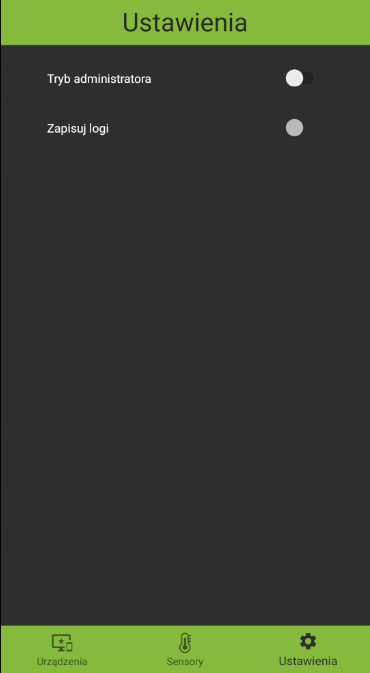 Ustawienia
Tryb administratora
Zapisuj logi
Urządzenia
Sensory
Ustawienia